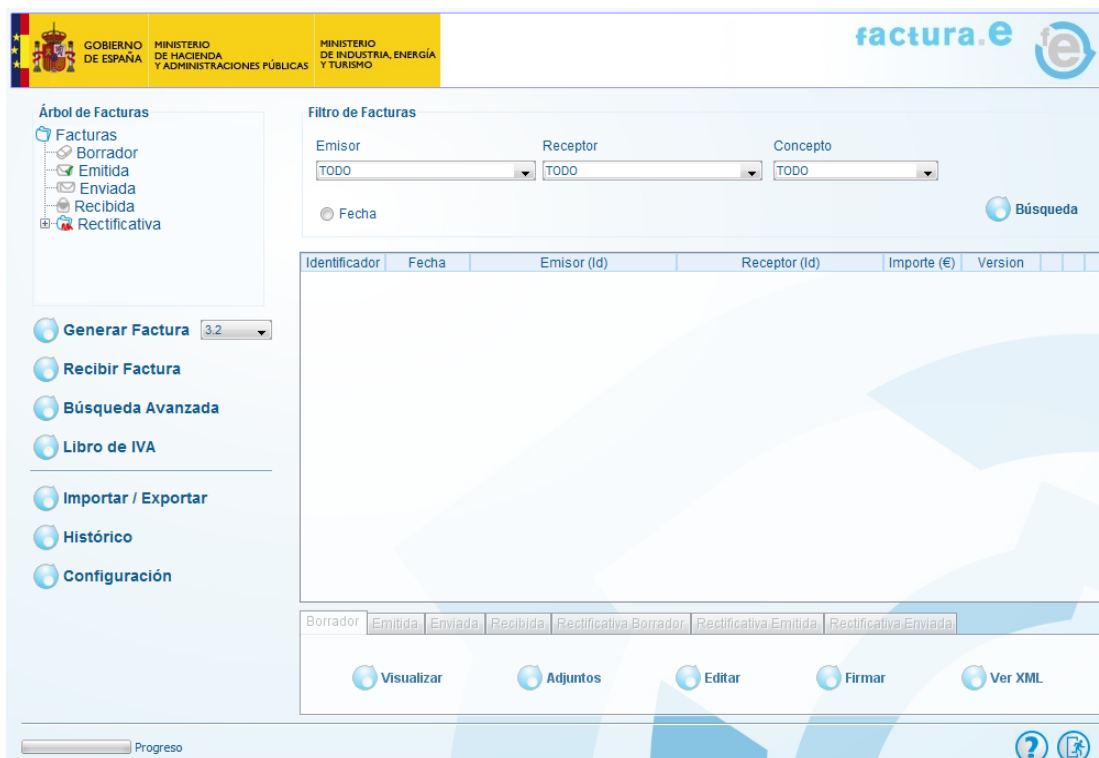 GOBIERNO
DE ESPAÑA
MINISTERIO
DE HACIENDA
Y ADMINISTRACIONES PÚBLICAS
MINISTERIO
DE INDUSTRIA, ENERGÍA
Y TURISMO
factura.e
fe
Árbol de Facturas
Facturas
Borrador
Emitida
Enviada
Recibida
Rectificativa
Filtro de Facturas
Emisor Receptor Concepto
TODO TODO TODO
Fecha
Búsqueda
Identificador Fecha Emisor (Id) Receptor (Id) Importe (€) Version
Generar Factura 3.2
Recibir Factura
Búsqueda Avanzada
Libro de IVA
Importar / Exportar
Histórico
Configuración
Borrador Emitida Enviada Recibida Rectificativa Borrador Rectificativa Emitida Rectificativa Enviada
Visualizar Adjuntos Editar Firmar Ver XML
Progreso
?